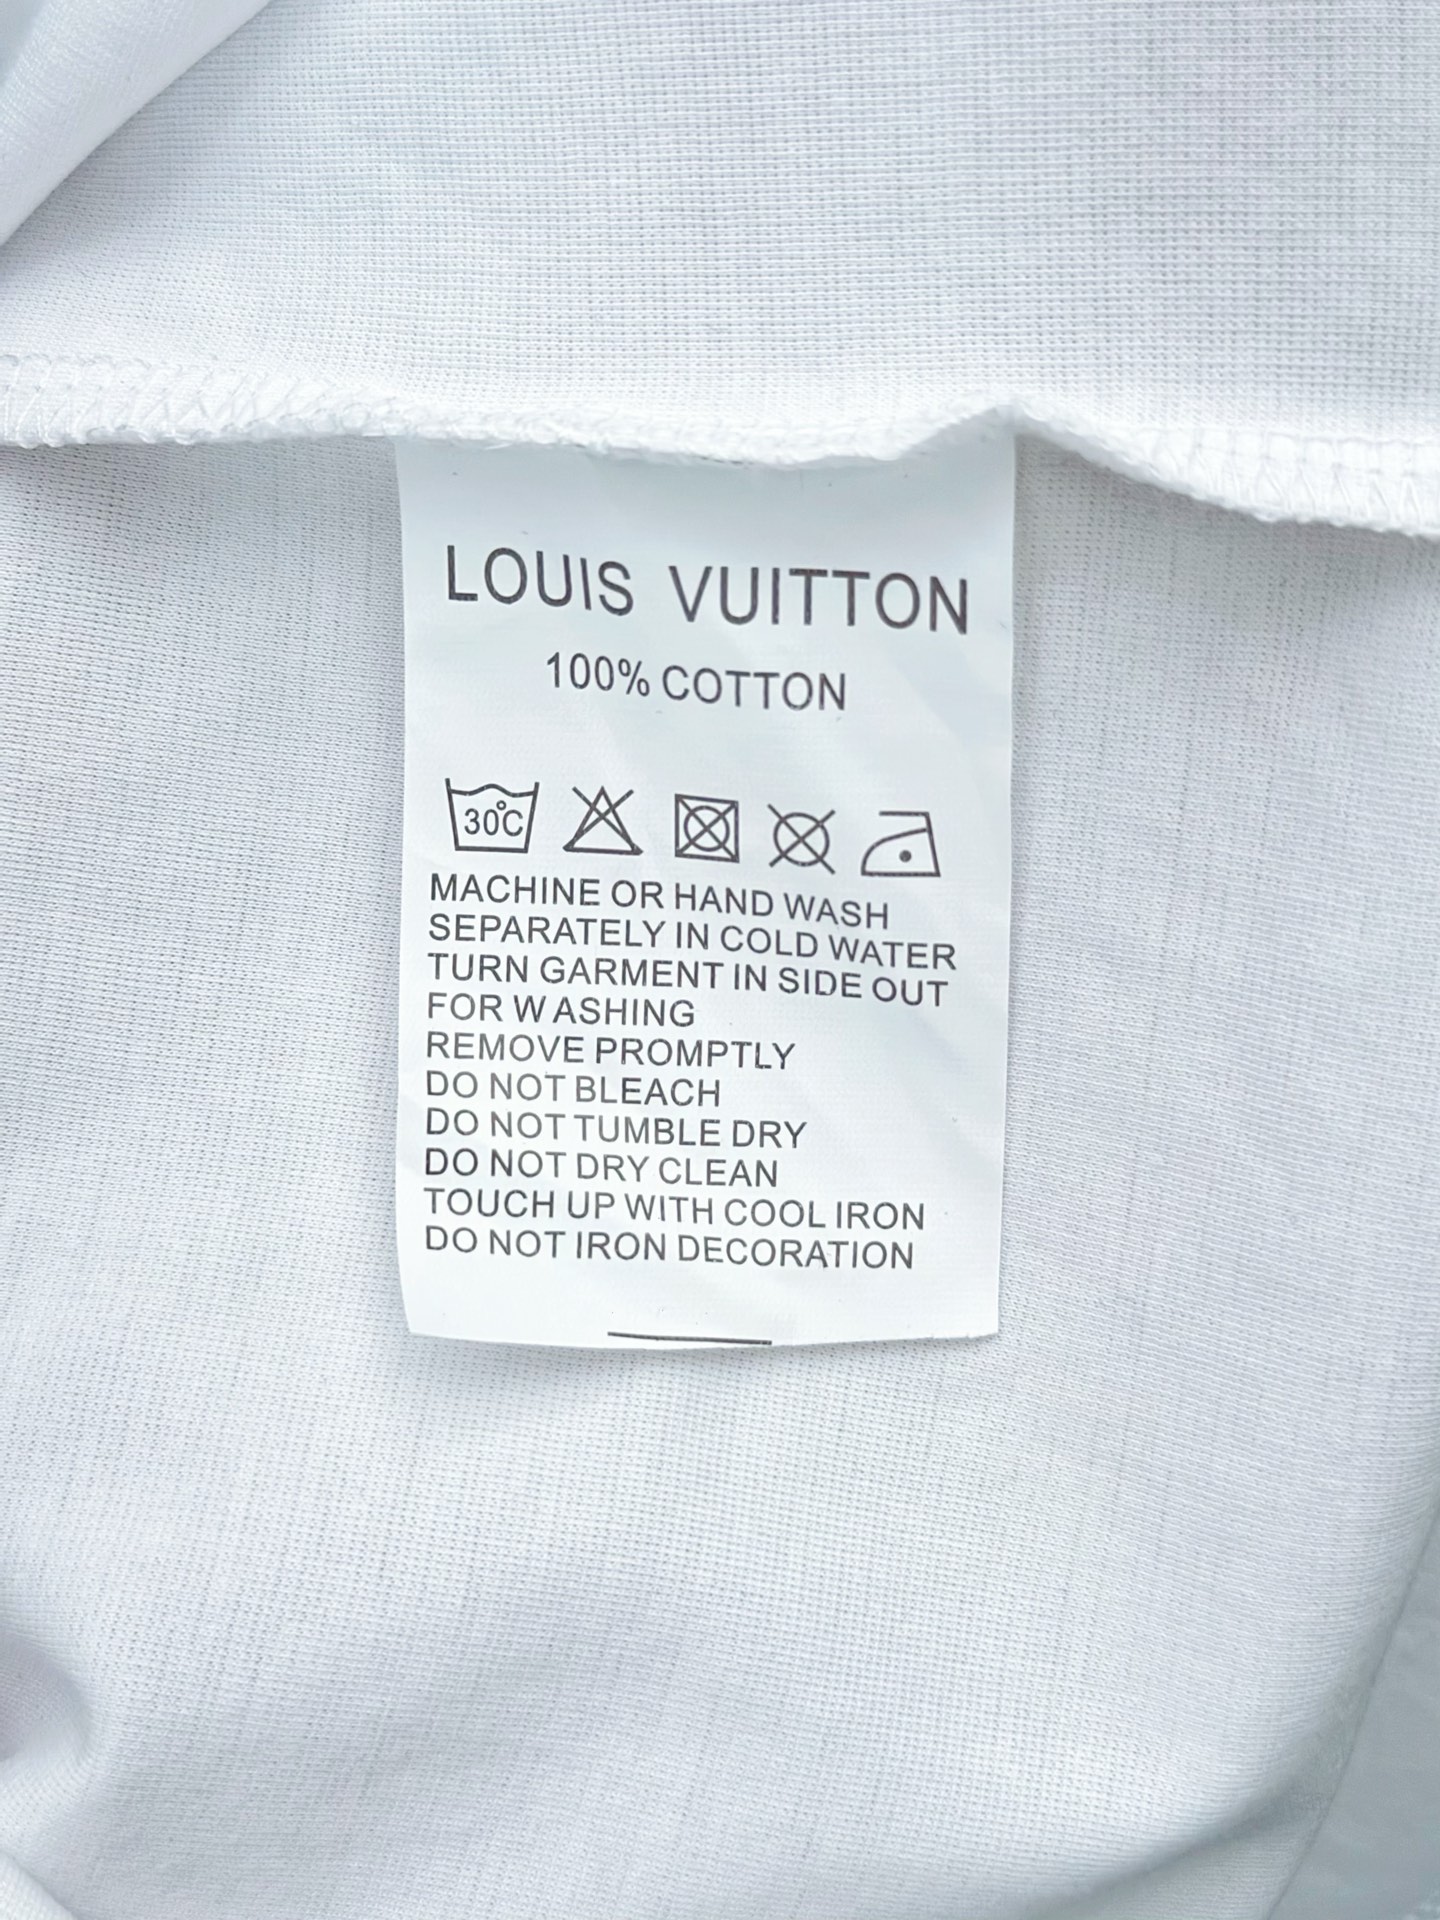 LOUIS VUITTON
100% COTTON
30°C
MACHINE OR HAND WASH
SEPARATELY IN COLD WATER
TURN GARMENT IN SIDE OUT
FOR W ASHING
REMOVE PROMPTLY
DO NOT BLEACH
DO NOT TUMBLE DRY
DO NOT DRY CLEAN
TOUCH UP WITH COOL IRON
DO NOT IRON DECORATION